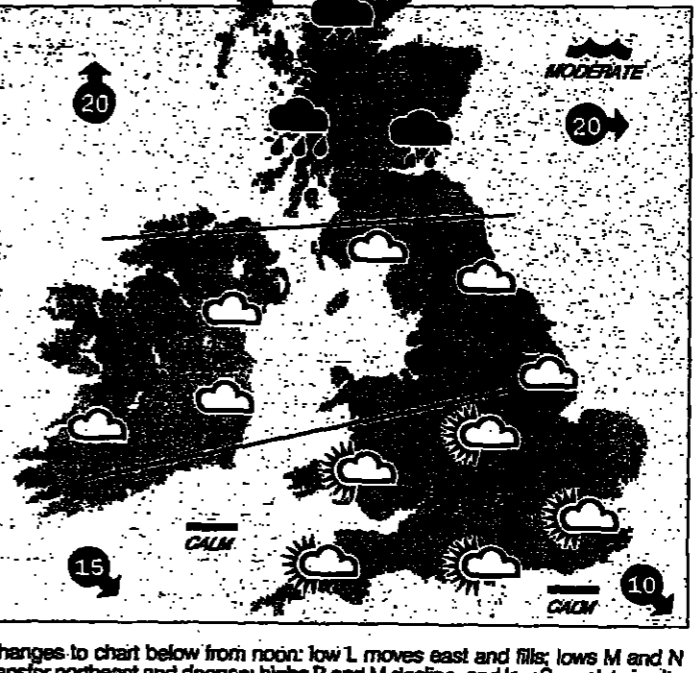 MODERATE
20
20
CALM
15
CALM
10
hanges to chart below from noon: low L moves east and fills; lows M and N